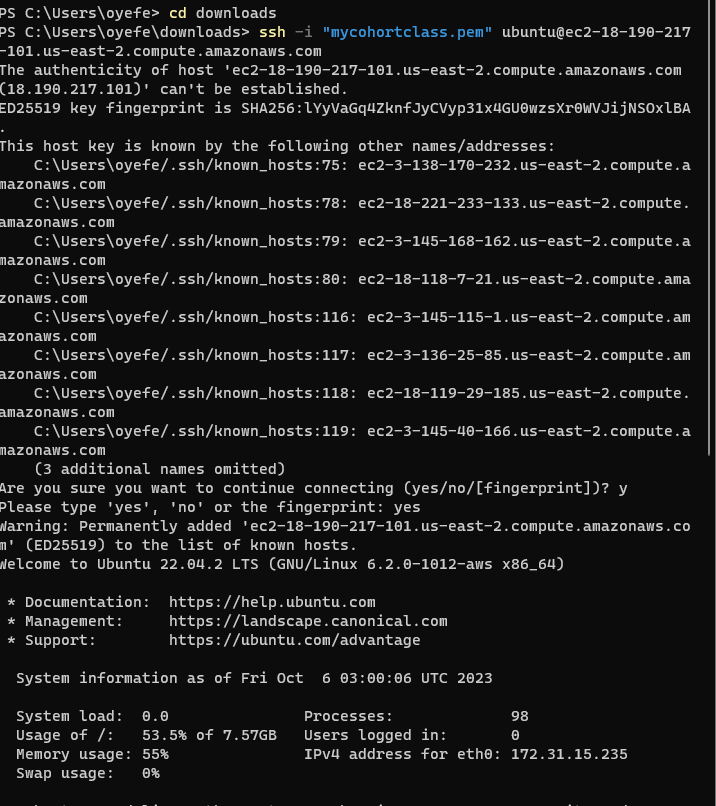 PS C:\Users\oyefe> cd downloads
PS C:\Users\oyefe\downloads> ssh -i "mycohortclass.pem" ubuntu@ec2-18-190-217
-101.us-east-2.compute.amazonaws.com
The authenticity of host 'ec2-18-190-217-101.us-east-2.compute.amazonaws.com
(18.190.217.101)' can't be established.
ED25519 key fingerprint is SHA256:lYyVaGq4ZknfJyCVyp31x4GU0wzsXr0WVJijNSOxlBA
.
This host key is known by the following other names/addresses:
    C:\Users\oyefe/.ssh/known_hosts:75: ec2-3-138-170-232.us-east-2.compute.a
mazonaws.com
    C:\Users\oyefe/.ssh/known_hosts:78: ec2-18-221-233-133.us-east-2.compute.
amazonaws.com
    C:\Users\oyefe/.ssh/known_hosts:79: ec2-3-145-168-162.us-east-2.compute.a
mazonaws.com
    C:\Users\oyefe/.ssh/known_hosts:80: ec2-18-118-7-21.us-east-2.compute.ama
zonaws.com
    C:\Users\oyefe/.ssh/known_hosts:116: ec2-3-145-115-1.us-east-2.compute.am
azonaws.com
    C:\Users\oyefe/.ssh/known_hosts:117: ec2-3-136-25-85.us-east-2.compute.am
azonaws.com
    C:\Users\oyefe/.ssh/known_hosts:118: ec2-18-119-29-185.us-east-2.compute.
amazonaws.com
    C:\Users\oyefe/.ssh/known_hosts:119: ec2-3-145-40-166.us-east-2.compute.a
mazonaws.com
    (3 additional names omitted)
Are you sure you want to continue connecting (yes/no/[fingerprint])? y
Please type 'yes', 'no' or the fingerprint: yes
Warning: Permanently added 'ec2-18-190-217-101.us-east-2.compute.amazonaws.co
m' (ED25519) to the list of known hosts.
Welcome to Ubuntu 22.04.2 LTS (GNU/Linux 6.2.0-1012-aws x86_64)

 * Documentation:  https://help.ubuntu.com
 * Management:     https://landscape.canonical.com
 * Support:        https://ubuntu.com/advantage

  System information as of Fri Oct  6 03:00:06 UTC 2023

  System load:  0.0                Processes:              98
  Usage of /:   53.5% of 7.57GB   Users logged in:        0
  Memory usage: 55%                IPv4 address for eth0: 172.31.15.235
  Swap usage:   0%